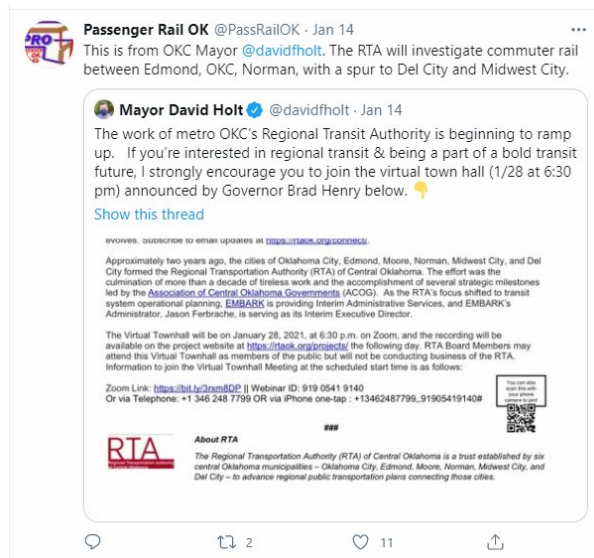 Passenger Rail OK @PassRailOK · Jan 14
This is from OKC Mayor @davidfholt. The RTA will investigate commuter rail
between Edmond, OKC, Norman, with a spur to Del City and Midwest City.
Mayor David Holt @davidfholt · Jan 14
The work of metro OKC's Regional Transit Authority is beginning to ramp
up. If you're interested in regional transit & being a part of a bold transit
future, I strongly encourage you to join the virtual town hall (1/28 at 6:30
pm) announced by Governor Brad Henry below. 👇
Show this thread
evolves. Subscribe to email updates at https://rtaok.org/connect/.
Approximately two years ago, the cities of Oklahoma City, Edmond, Moore, Norman, Midwest City, and Del
City formed the Regional Transportation Authority (RTA) of Central Oklahoma. The effort was the
culmination of more than a decade of tireless work and the accomplishment of several strategic milestones
led by the Association of Central Oklahoma Governments (ACOG). As the RTA's focus shifted to transit
system operational planning, EMBARK is providing Interim Administrative Services, and EMBARK's
Administrator, Jason Ferbrache, is serving as its Interim Executive Director.
The Virtual Townhall will be on January 28, 2021, at 6:30 p.m. on Zoom, and the recording will be
available on the project website at https://rtaok.org/projects/ the following day. RTA Board Members may
attend this Virtual Townhall as members of the public but will not be conducting business of the RTA.
Information to join the Virtual Townhall Meeting at the scheduled start time is as follows:
Zoom Link: https://bit.ly/3rxm8DP || Webinar ID: 919 0541 9140
Or via Telephone: +1 346 248 7799 OR via iPhone one-tap : +13462487799,,91905419140#
You can also
scan this with
your phone
camera to join!
###
RTA
Regional Transportation Authority
About RTA
The Regional Transportation Authority (RTA) of Central Oklahoma is a trust established by six
central Oklahoma municipalities – Oklahoma City, Edmond, Moore, Norman, Midwest City, and
Del City – to advance regional public transportation plans connecting those cities.
2
11